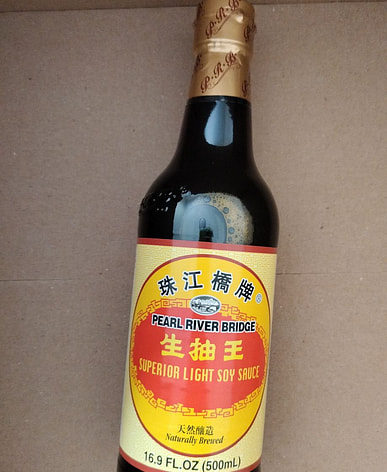 P·R·B
P·R·B
珠江橋牌®
PEARL RIVER BRIDGE
生抽王
SUPERIOR LIGHT SOY SAUCE
天然釀造
Naturally Brewed
16.9 FL.OZ (500mL)